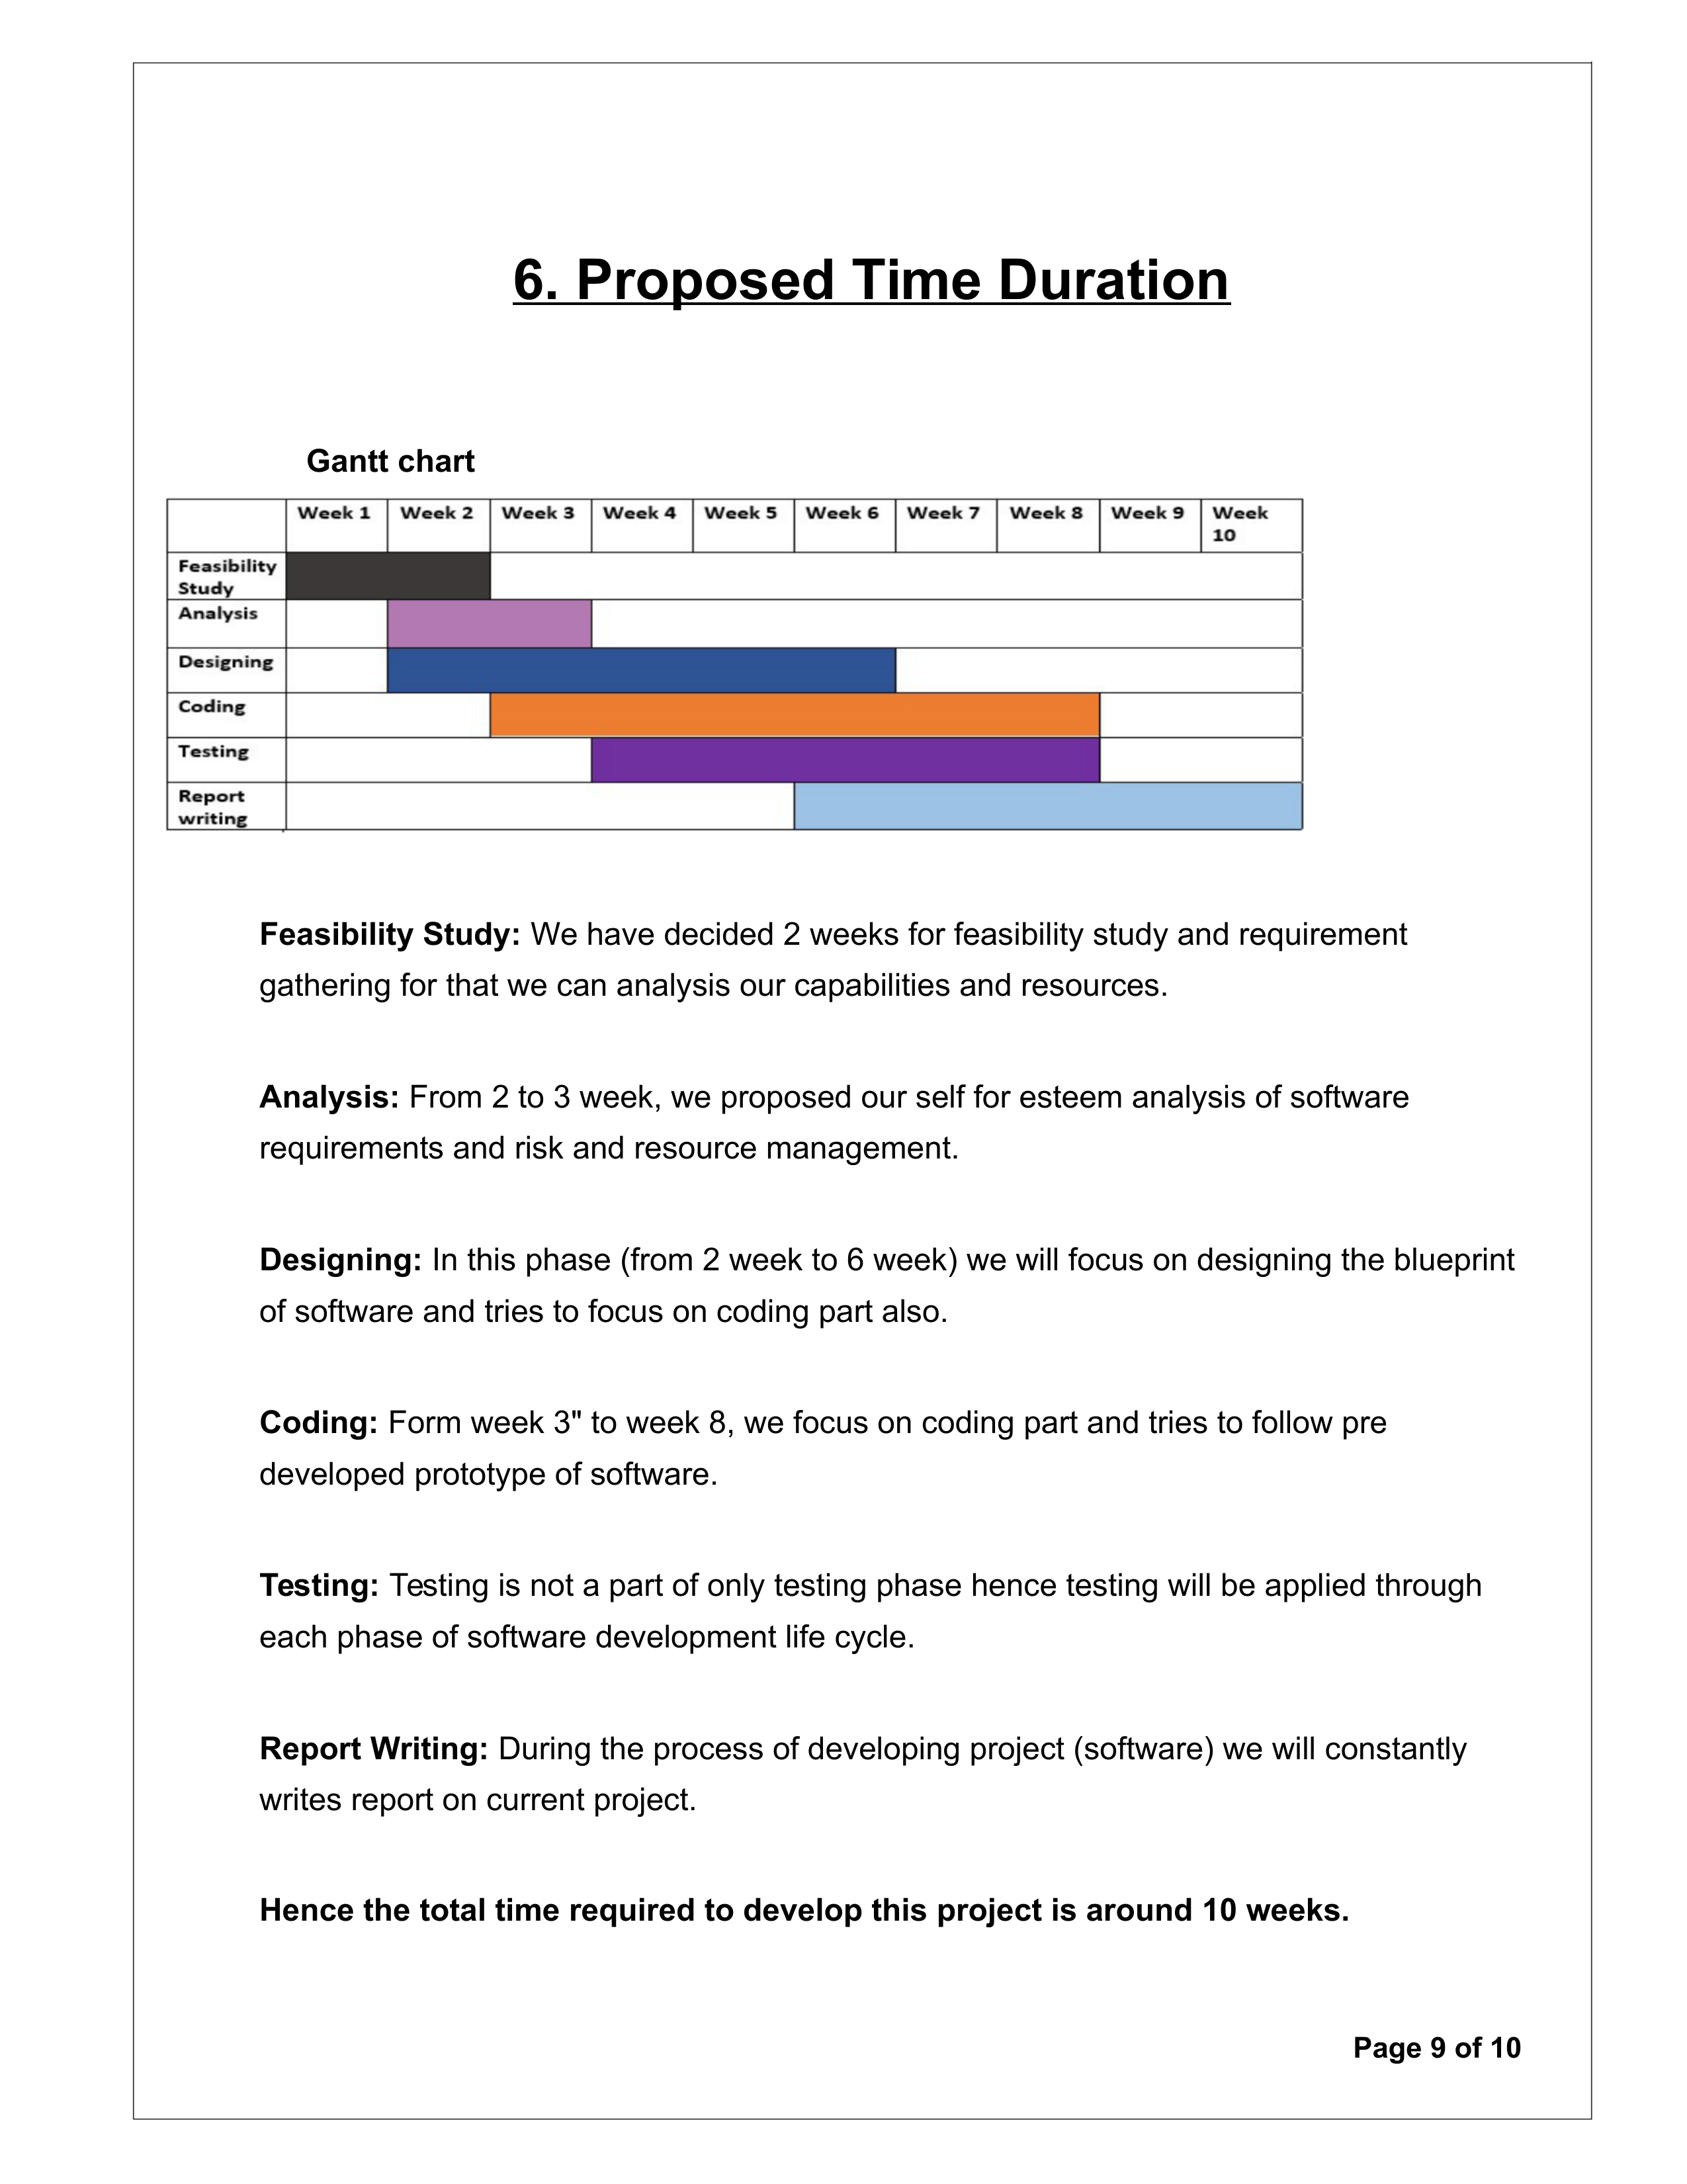 6. Proposed Time Duration
Gantt chart
Week 1 Week 2 Week 3 Week 4 Week 5 Week 6 Week 7 Week 8 Week 9 Week
10
Feasibility
Study
Analysis
Designing
Coding
Testing
Report
writing
Feasibility Study: We have decided 2 weeks for feasibility study and requirement
gathering for that we can analysis our capabilities and resources.
Analysis: From 2 to 3 week, we proposed our self for esteem analysis of software
requirements and risk and resource management.
Designing: In this phase (from 2 week to 6 week) we will focus on designing the blueprint
of software and tries to focus on coding part also.
Coding: Form week 3" to week 8, we focus on coding part and tries to follow pre
developed prototype of software.
Testing: Testing is not a part of only testing phase hence testing will be applied through
each phase of software development life cycle.
Report Writing: During the process of developing project (software) we will constantly
writes report on current project.
Hence the total time required to develop this project is around 10 weeks.
Page 9 of 10